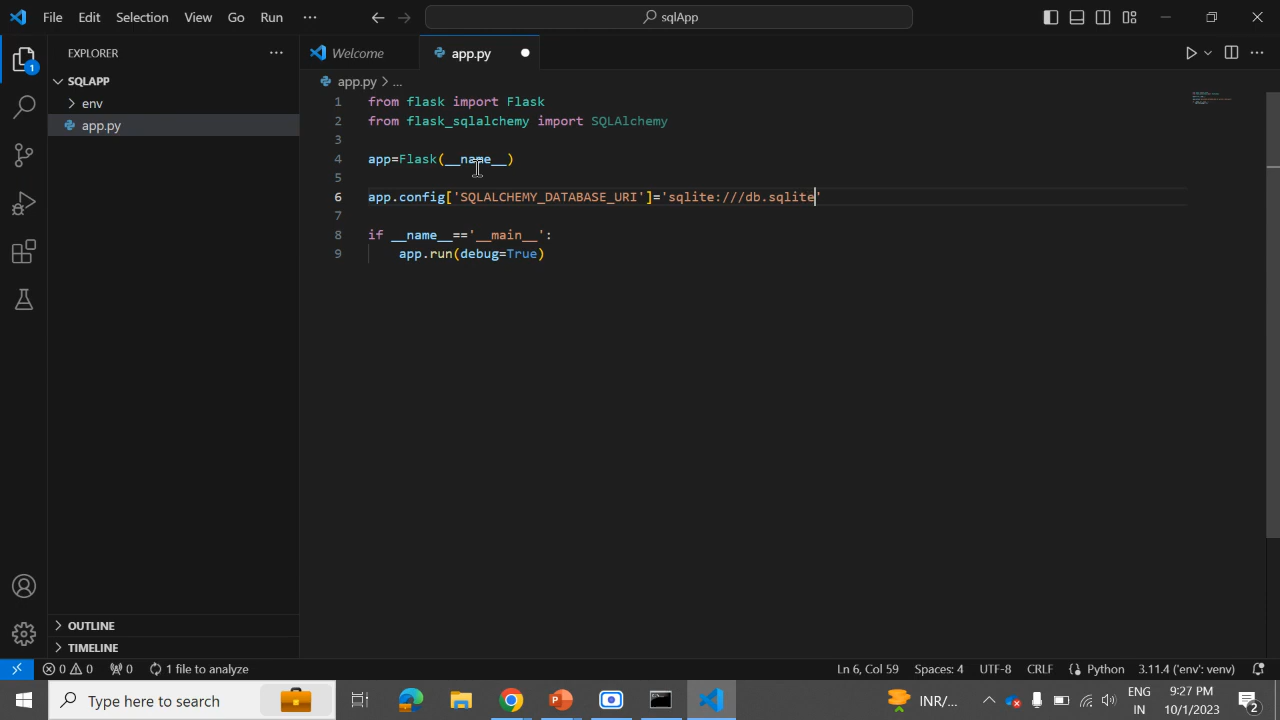 File Edit Selection View Go Run ··· sqlApp
EXPLORER ···
Welcome app.py
SQLAPP
env
app.py
1
app.py > ...
1 from flask import Flask
2 from flask_sqlalchemy import SQLAlchemy
3
4 app=Flask(__name__)
5
6 app.config['SQLALCHEMY_DATABASE_URI']='sqlite:///db.sqlite'
7
8 if __name__=='__main__':
9 app.run(debug=True)
OUTLINE
TIMELINE
0 0 0 1 file to analyze Ln 6, Col 59 Spaces: 4 UTF-8 CRLF Python 3.11.4 ('env': venv)
Type here to search INR/... ENG IN 9:27 PM 10/1/2023 2